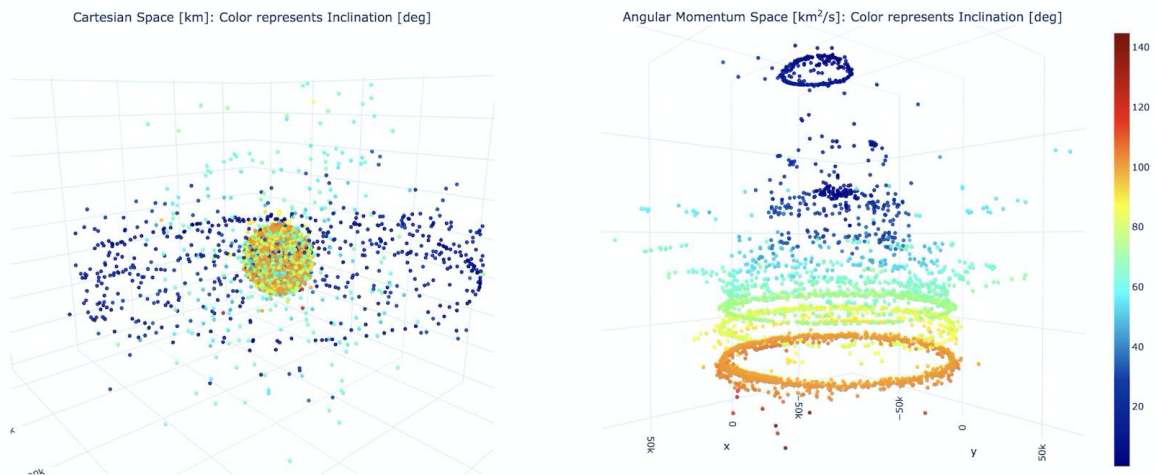 Cartesian Space [km]: Color represents Inclination [deg]
Angular Momentum Space [km²/s]: Color represents Inclination [deg]
140
120
100
80
60
40
20
50k
x
0
−50k
−50k
0
y
50k